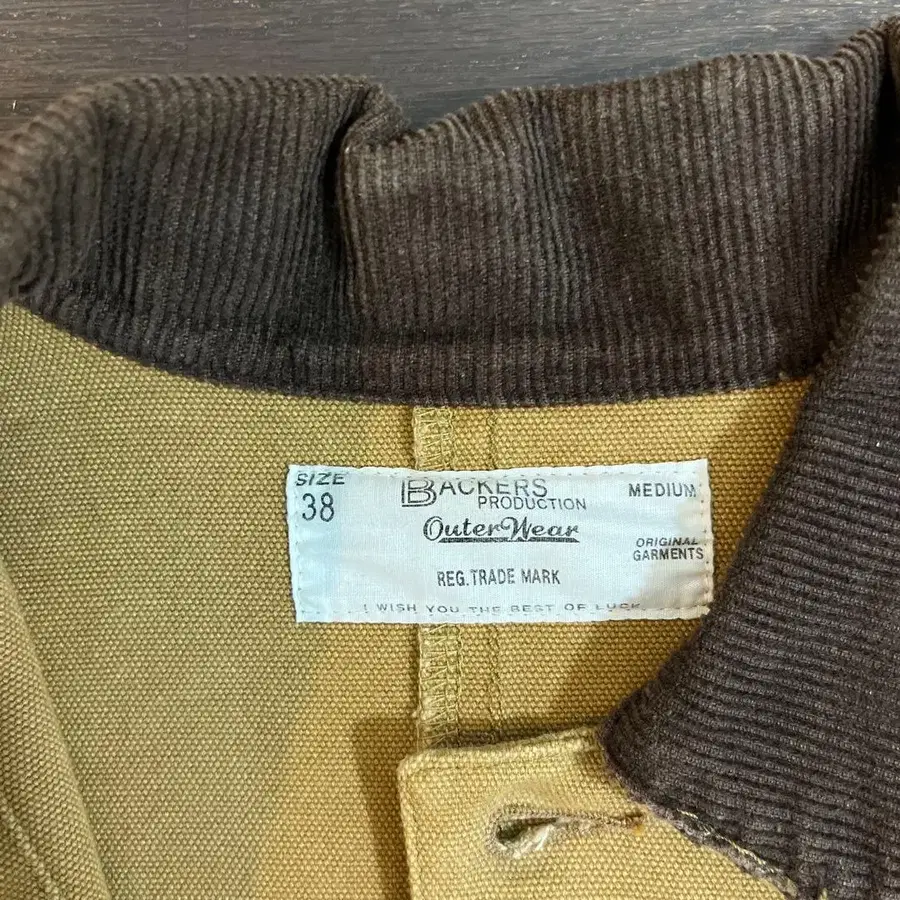 SIZE
38
BACKERS
PRODUCTION
OuterWear
REG. TRADE MARK
MEDIUM
ORIGINAL
GARMENTS
I WISH YOU THE BEST OF LUCK